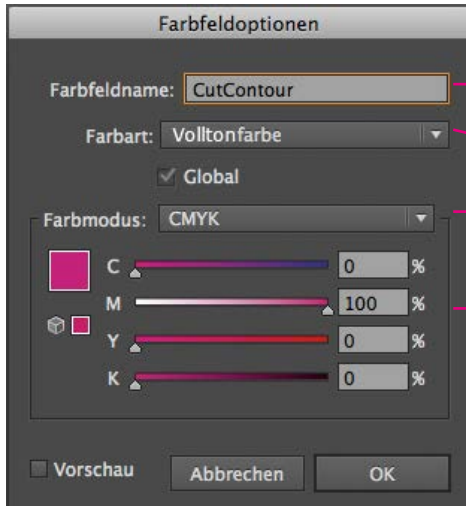 Farbfeldoptionen
Farbfeldname: CutContour
Farbart: Volltonfarbe
Global
Farbmodus: CMYK
C 0 %
M 100 %
Y 0 %
K 0 %
Vorschau Abbrechen OK